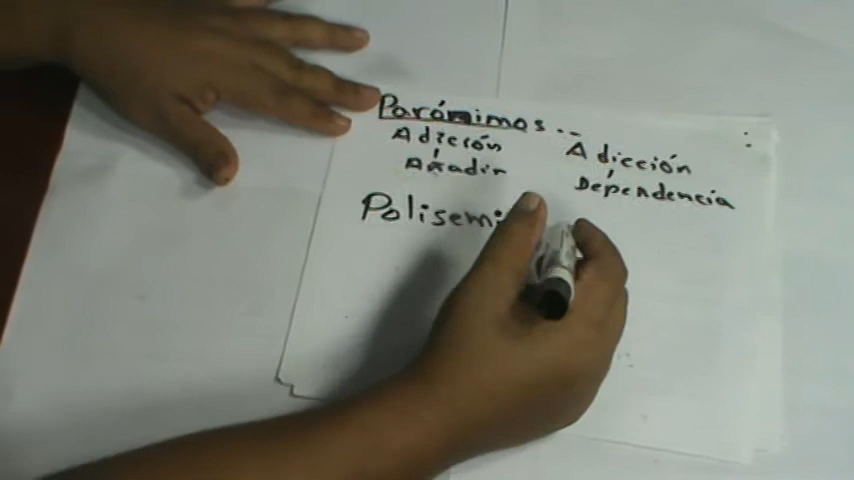 Parónimos...
Adición Adicción
Añadir Dependencia
Polisemi